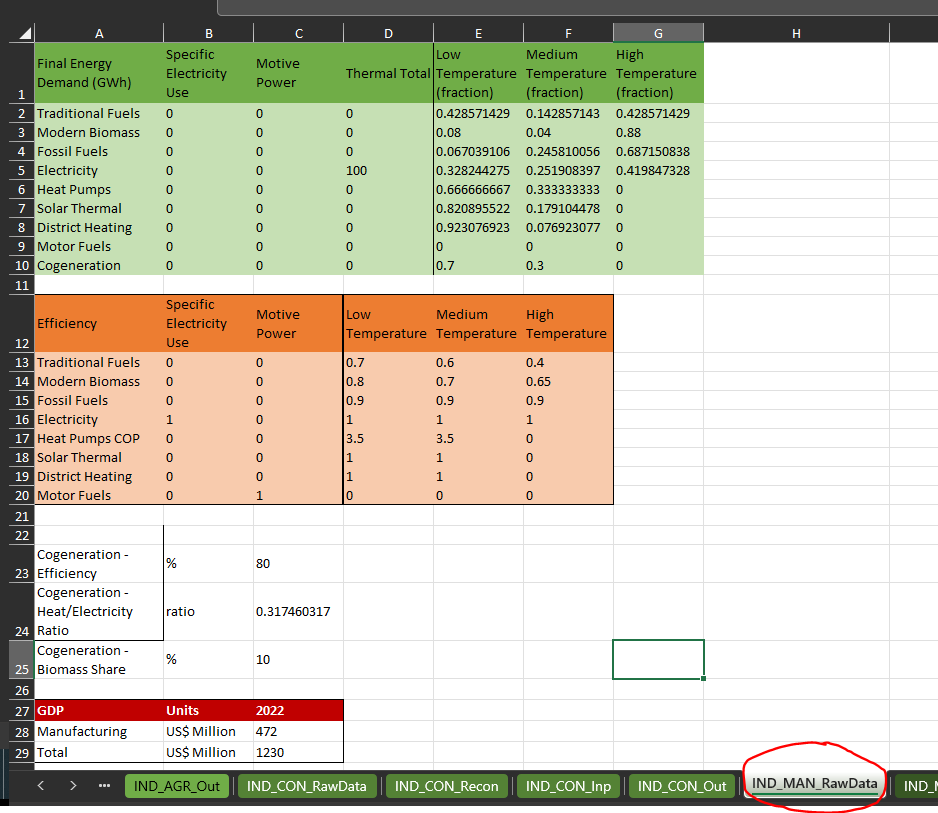 A B C D E F G H
1 Final Energy Demand (GWh) Specific Electricity Use Motive Power Thermal Total Low Temperature (fraction) Medium Temperature (fraction) High Temperature (fraction)
2 Traditional Fuels 0 0 0 0.428571429 0.142857143 0.428571429
3 Modern Biomass 0 0 0 0.08 0.04 0.88
4 Fossil Fuels 0 0 0 0.067039106 0.245810056 0.687150838
5 Electricity 0 0 100 0.328244275 0.251908397 0.419847328
6 Heat Pumps 0 0 0 0.666666667 0.333333333 0
7 Solar Thermal 0 0 0 0.820895522 0.179104478 0
8 District Heating 0 0 0 0.923076923 0.076923077 0
9 Motor Fuels 0 0 0 0 0 0
10 Cogeneration 0 0 0 0.7 0.3 0
11
12 Efficiency Specific Electricity Use Motive Power Low Temperature Medium Temperature High Temperature
13 Traditional Fuels 0 0 0.7 0.6 0.4
14 Modern Biomass 0 0 0.8 0.7 0.65
15 Fossil Fuels 0 0 0.9 0.9 0.9
16 Electricity 1 0 1 1 1
17 Heat Pumps COP 0 0 3.5 3.5 0
18 Solar Thermal 0 0 1 1 0
19 District Heating 0 0 1 1 0
20 Motor Fuels 0 1 0 0 0
21
22
23 Cogeneration - Efficiency % 80
24 Cogeneration - Heat/Electricity Ratio ratio 0.317460317
25 Cogeneration - Biomass Share % 10
26
27 GDP Units 2022
28 Manufacturing US$ Million 472
29 Total US$ Million 1230
IND_AGR_Out IND_CON_RawData IND_CON_Recon IND_CON_Inp IND_CON_Out IND_MAN_RawData